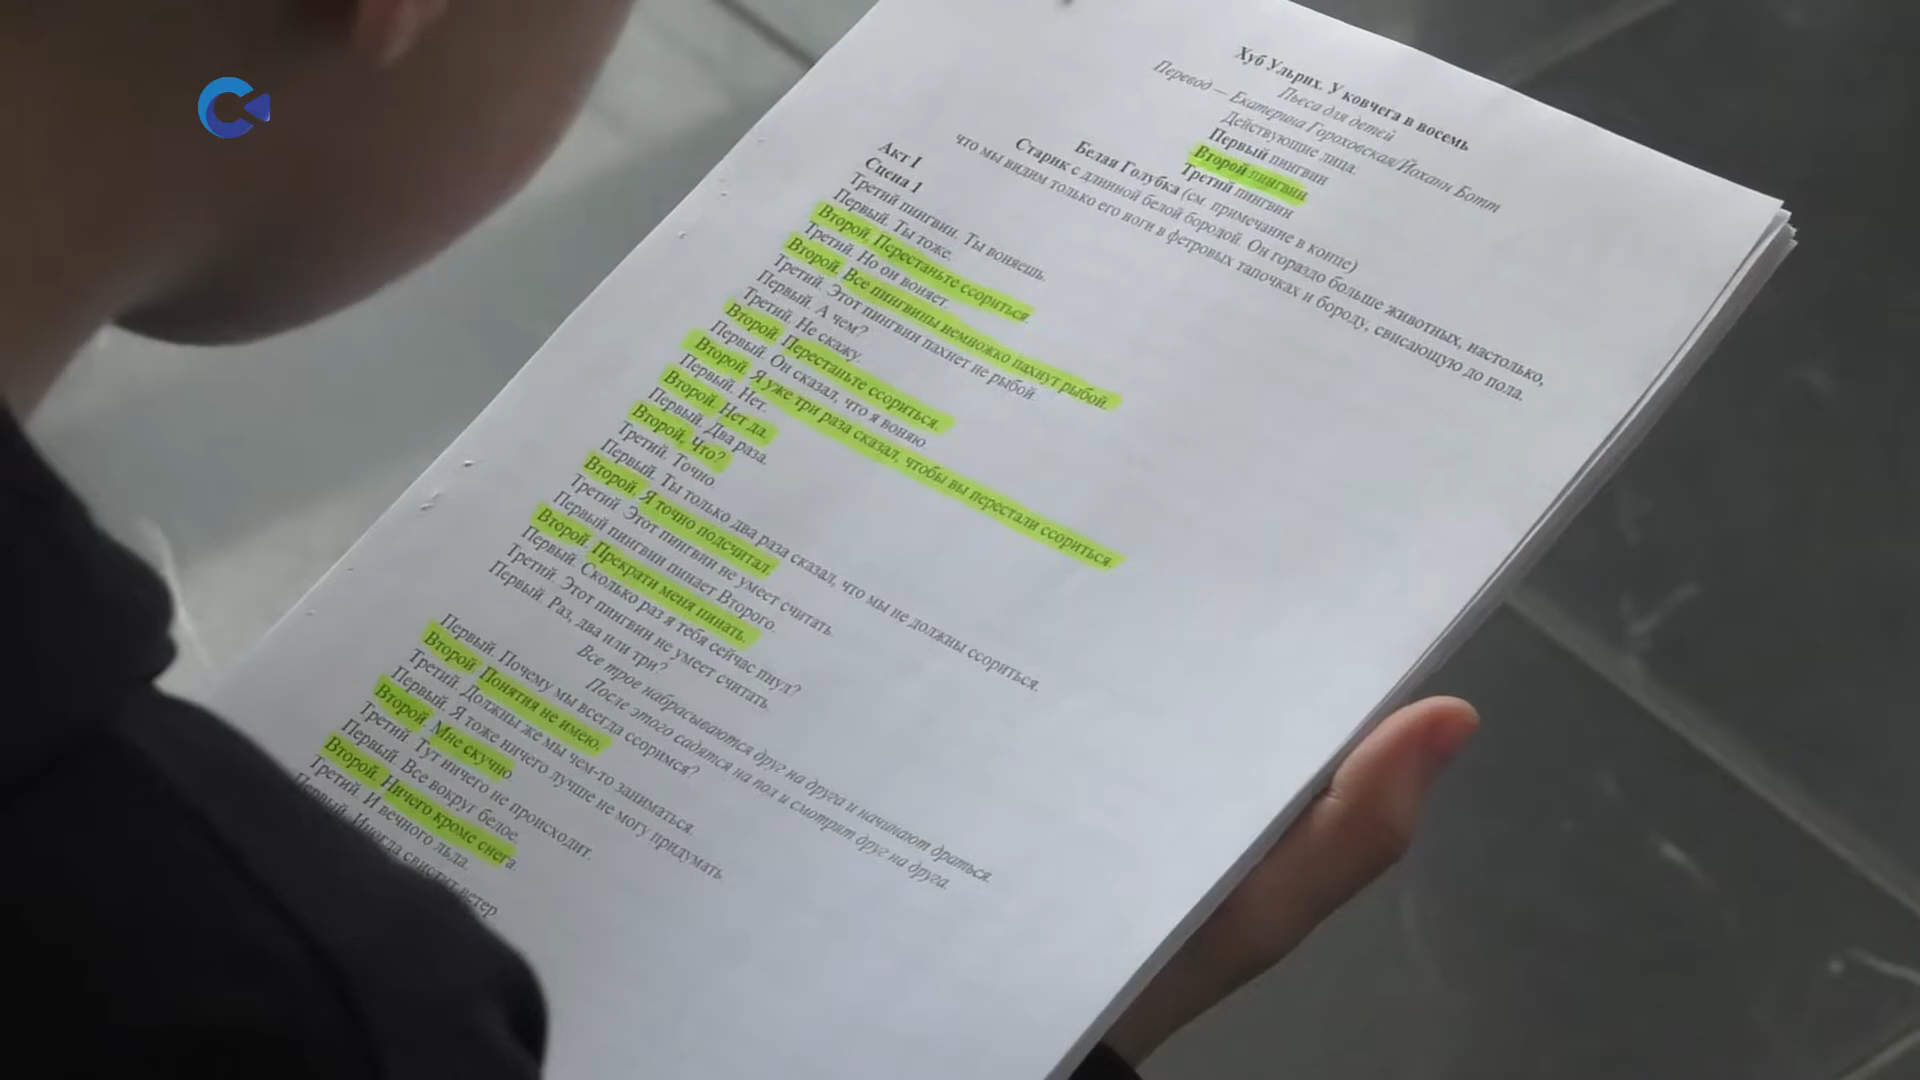 Хуб Ульрих. У ковчега в восемь
Пьеса для детей
Перевод — Екатерина Гороховская/Йоханн Ботт
Действующие лица:
Первый пингвин
Второй пингвин
Третий пингвин
Белая Голубка (см. примечание в конце)
Старик с длинной белой бородой. Он гораздо больше животных, настолько,
что мы видим только его ноги в фетровых тапочках и бороду, свисающую до пола.
Акт I
Сцена 1
Третий пингвин. Ты воняешь.
Первый. Ты тоже.
Второй. Перестаньте ссориться.
Третий. Но он воняет.
Второй. Все пингвины немножко пахнут рыбой.
Третий. Этот пингвин пахнет не рыбой.
Первый. А чем?
Третий. Не скажу.
Второй. Перестаньте ссориться.
Первый. Он сказал, что я воняю.
Второй. Я уже три раза сказал, чтобы вы перестали ссориться.
Первый. Нет.
Второй. Нет да.
Первый. Два раза.
Второй. Что?
Третий. Точно
Первый. Ты только два раза сказал, что мы не должны ссориться.
Второй. Я точно подсчитал.
Третий. Этот пингвин не умеет считать.
Первый пингвин пинает Второго.
Второй. Прекрати меня пинать.
Первый. Сколько раз я тебя сейчас пнул?
Третий. Этот пингвин не умеет считать.
Первый. Раз, два или три?
Все трое набрасываются друг на друга и начинают драться.
После этого садятся на пол и смотрят друг на друга.
Первый. Почему мы всегда ссоримся?
Второй. Понятия не имею.
Третий. Должны же мы чем-то заниматься.
Первый. Я тоже ничего лучше не могу придумать.
Второй. Мне скучно
Третий. Тут ничего не происходит.
Первый. Все вокруг белое.
Второй. Ничего кроме снега.
Третий. И вечного льда.
Первый. Иногда свистит ветер